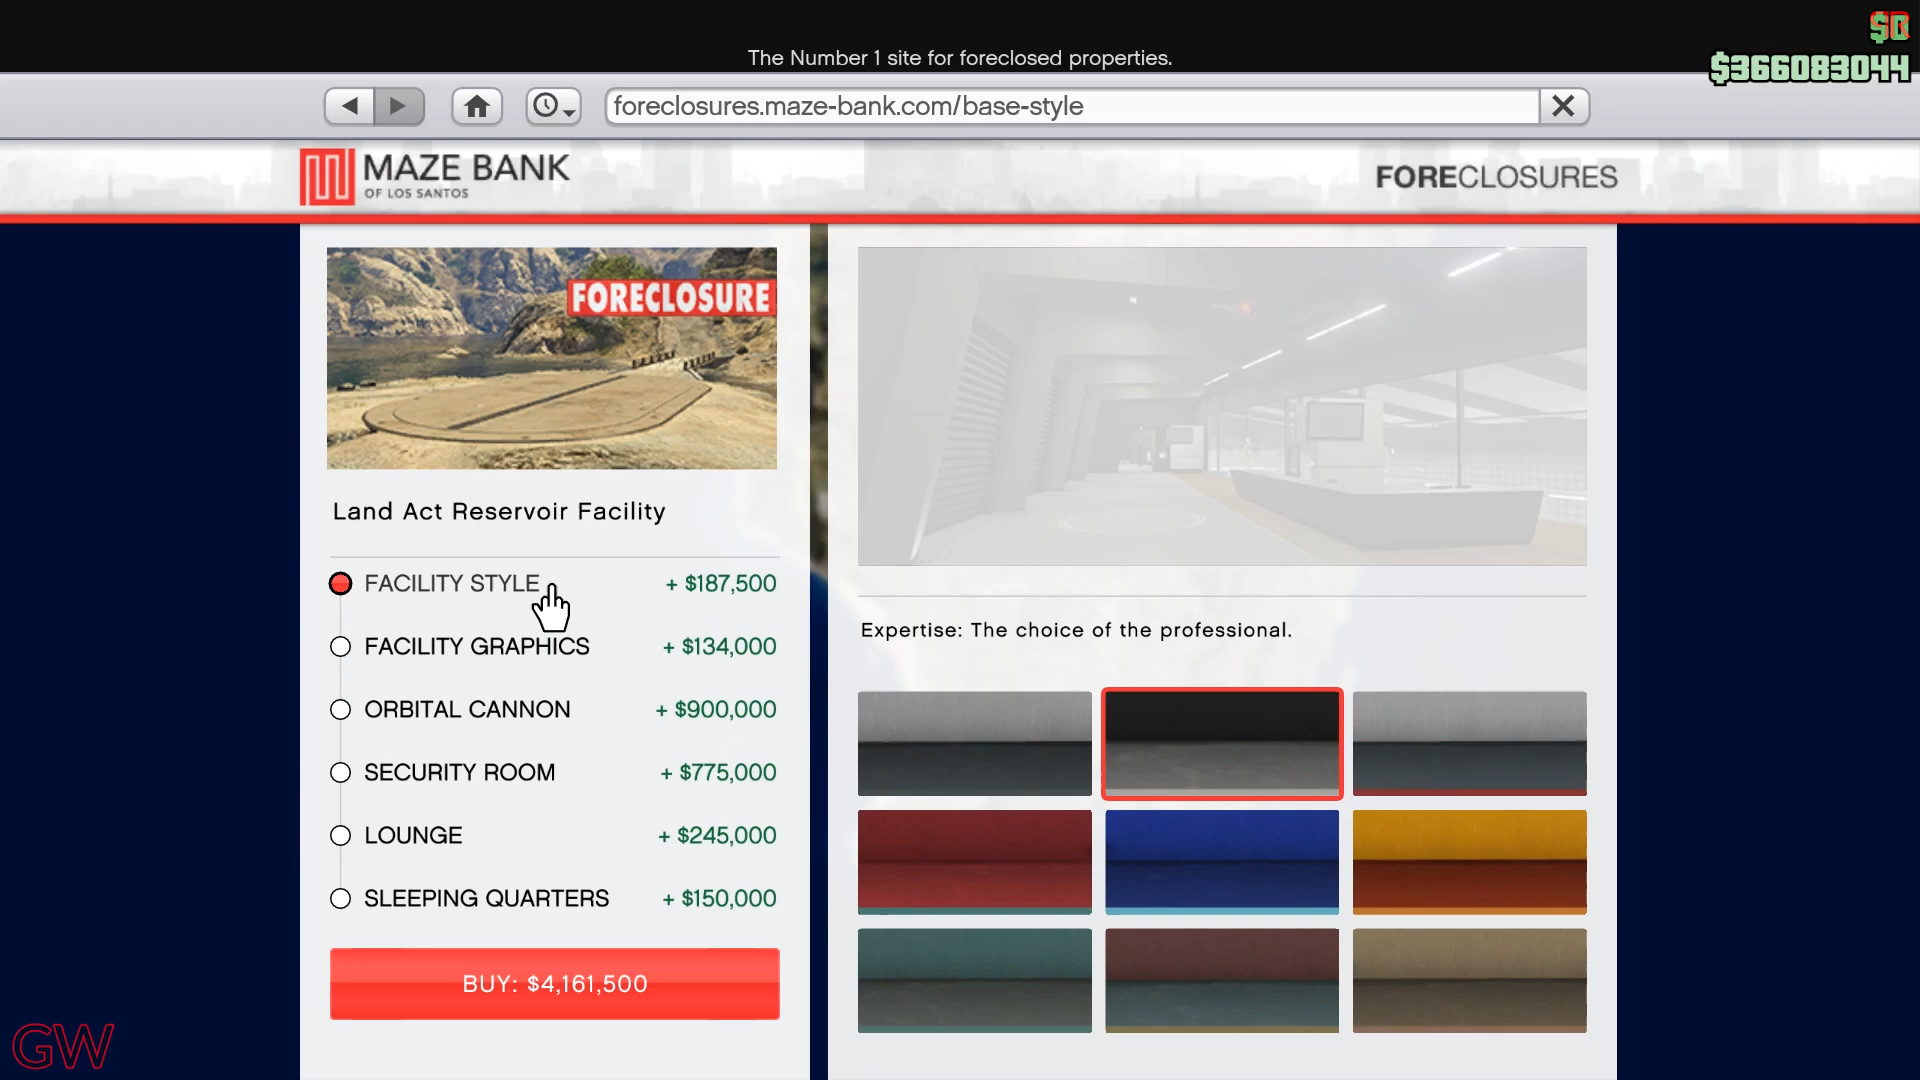 The Number 1 site for foreclosed properties.
$0
$366083044
foreclosures.maze-bank.com/base-style
MAZE BANK
OF LOS SANTOS
FORECLOSURES
FORECLOSURE
Land Act Reservoir Facility
FACILITY STYLE + $187,500
FACILITY GRAPHICS + $134,000
ORBITAL CANNON + $900,000
SECURITY ROOM + $775,000
LOUNGE + $245,000
SLEEPING QUARTERS + $150,000
BUY: $4,161,500
Expertise: The choice of the professional.
GW